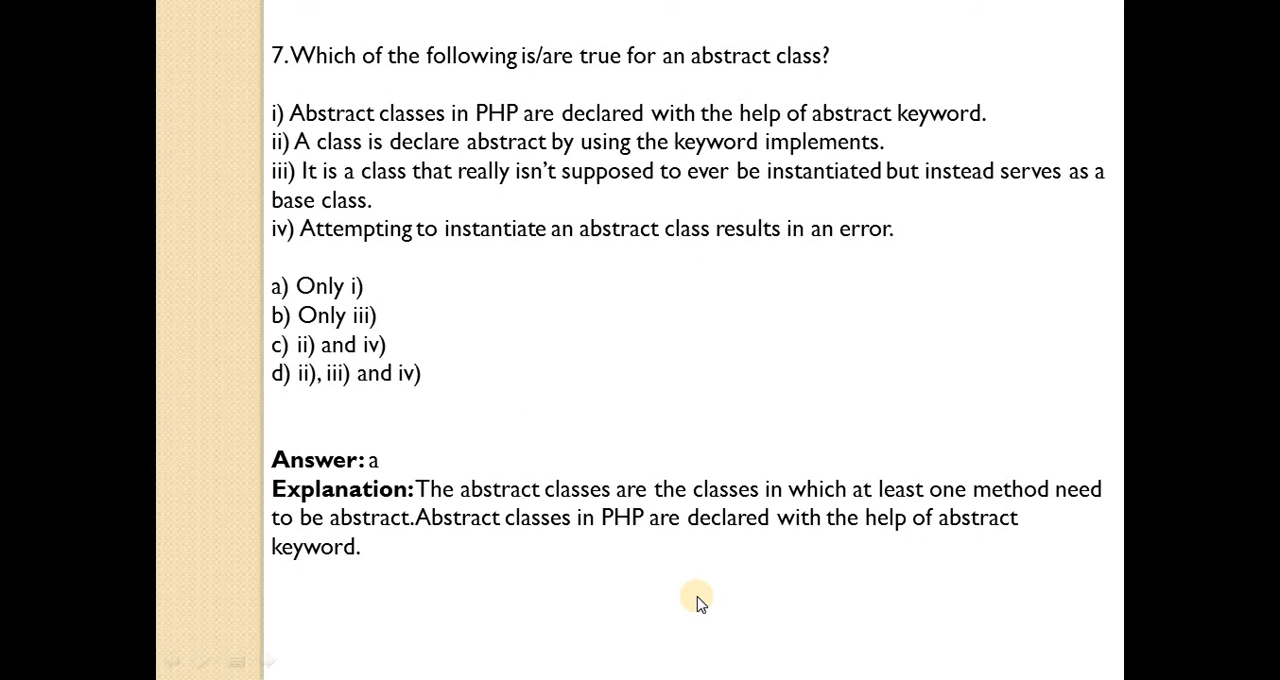 7.Which of the following is/are true for an abstract class?
i) Abstract classes in PHP are declared with the help of abstract keyword.
ii) A class is declare abstract by using the keyword implements.
iii) It is a class that really isn’t supposed to ever be instantiated but instead serves as a
base class.
iv) Attempting to instantiate an abstract class results in an error.
a) Only i)
b) Only iii)
c) ii) and iv)
d) ii), iii) and iv)
Answer: a
Explanation: The abstract classes are the classes in which at least one method need
to be abstract. Abstract classes in PHP are declared with the help of abstract
keyword.